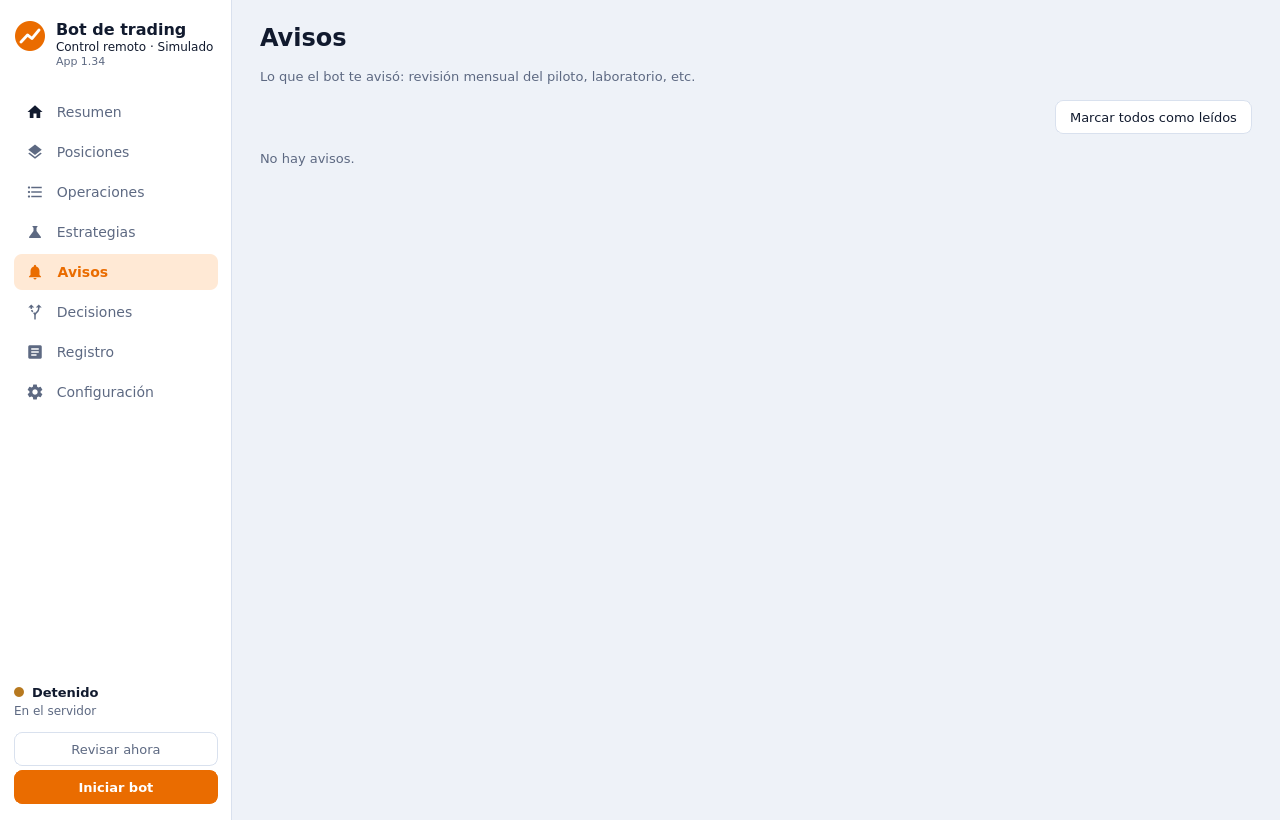 Bot de trading
Control remoto · Simulado
App 1.34
Resumen
Posiciones
Operaciones
Estrategias
Avisos
Decisiones
Registro
Configuración
Detenido
En el servidor
Revisar ahora
Iniciar bot
Avisos
Lo que el bot te avisó: revisión mensual del piloto, laboratorio, etc.
Marcar todos como leídos
No hay avisos.